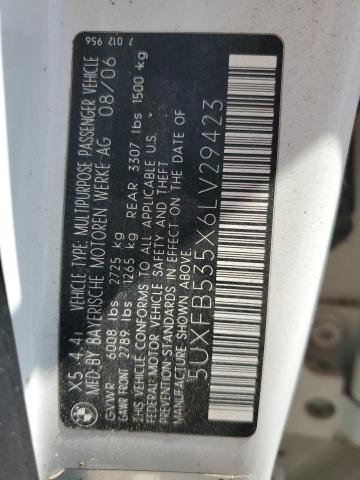 7 012 956
X5 4.4i VEHICLE TYPE: MULTIPURPOSE PASSENGER VEHICLE
MFD-BY BAYERISCHE MOTOREN WERKE AG 08/06
GVWR 6008 lbs 2725 kg
GAWR FRONT 2789 lbs 1265 kg REAR 3307 lbs 1500 kg
THIS VEHICLE CONFORMS TO ALL APPLICABLE U.S.
FEDERAL MOTOR VEHICLE SAFETY AND THEFT
PREVENTION STANDARDS IN EFFECT ON THE DATE OF
MANUFACTURE SHOWN ABOVE.
5UXFB535X6LV29423